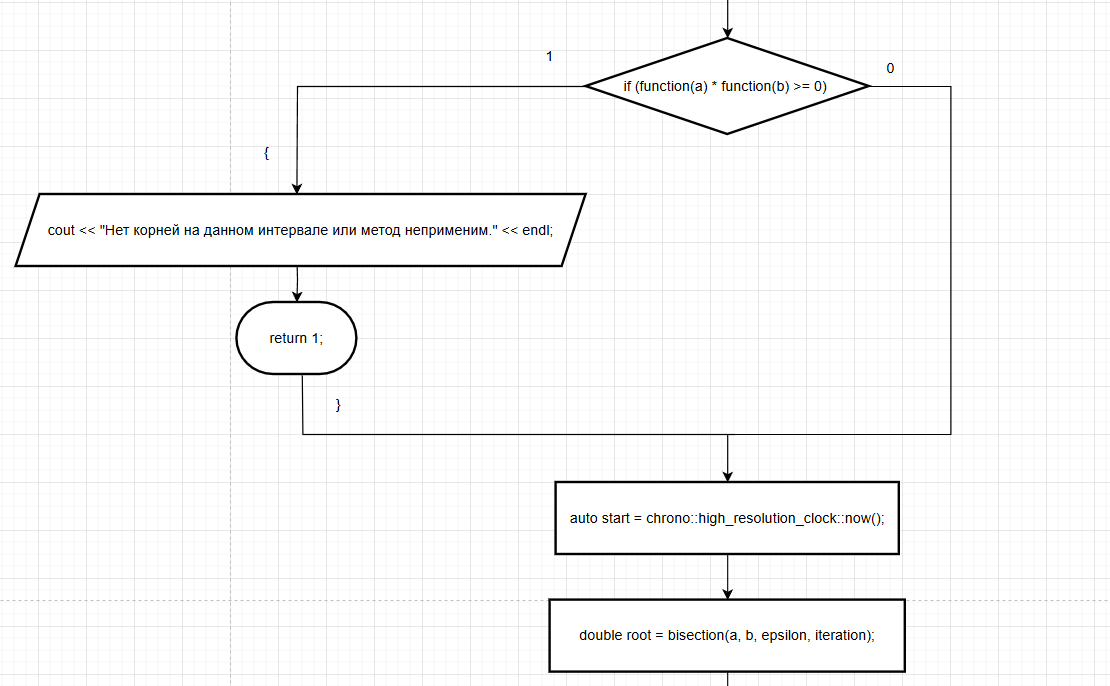 1
if (function(a) * function(b) >= 0)
0
{
cout << "Нет корней на данном интервале или метод неприменим." << endl;
return 1;
}
auto start = chrono::high_resolution_clock::now();
double root = bisection(a, b, epsilon, iteration);